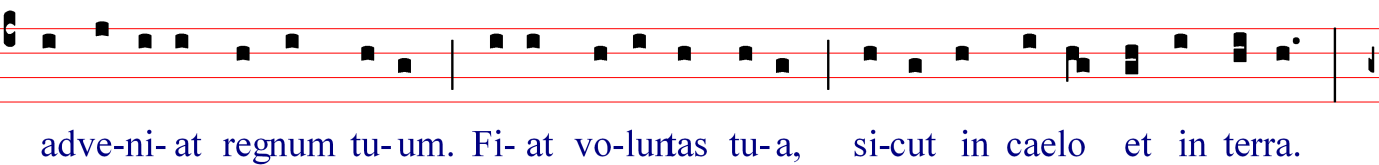 adve-ni- at regnum tu- um. Fi- at vo-luntas tu- a, si-cut in caelo et in terra.